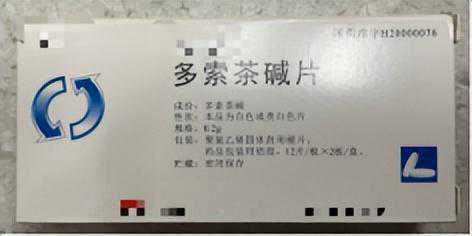 国药准字H20000076
多索茶碱片
成份：多索茶碱
性状：本品为白色或类白色片
规格：0.2g
包装：聚氯乙烯固体药用硬片，
药品包装用铝箔，12片/板×2板/盒。
贮藏：密闭保存